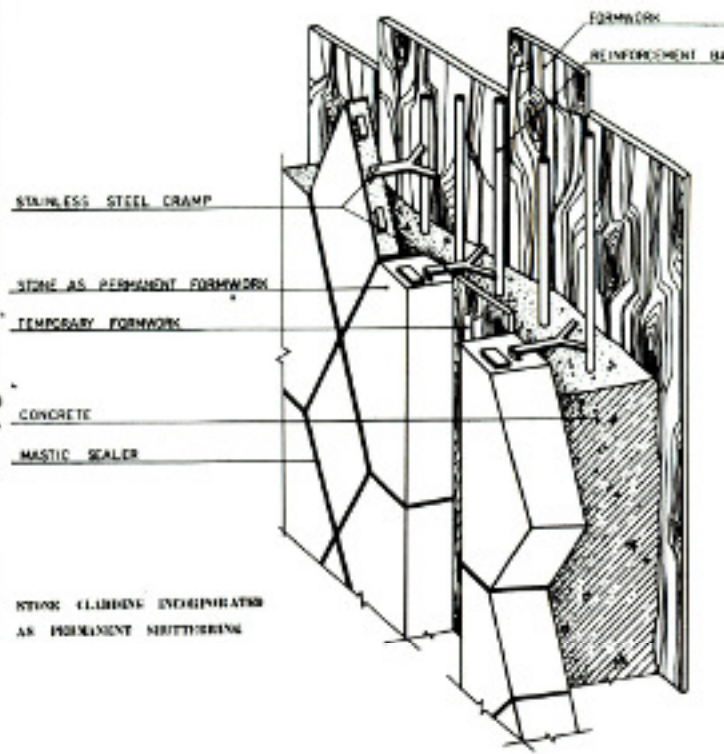 FORMWORK
REINFORCEMENT BA
STAINLESS STEEL CRAMP
STONE AS PERMANENT FORMWORK
TEMPORARY FORMWORK
CONCRETE
MASTIC SEALER
STONE CLADDING INCORPORATED
AS PERMANENT SHUTTERING